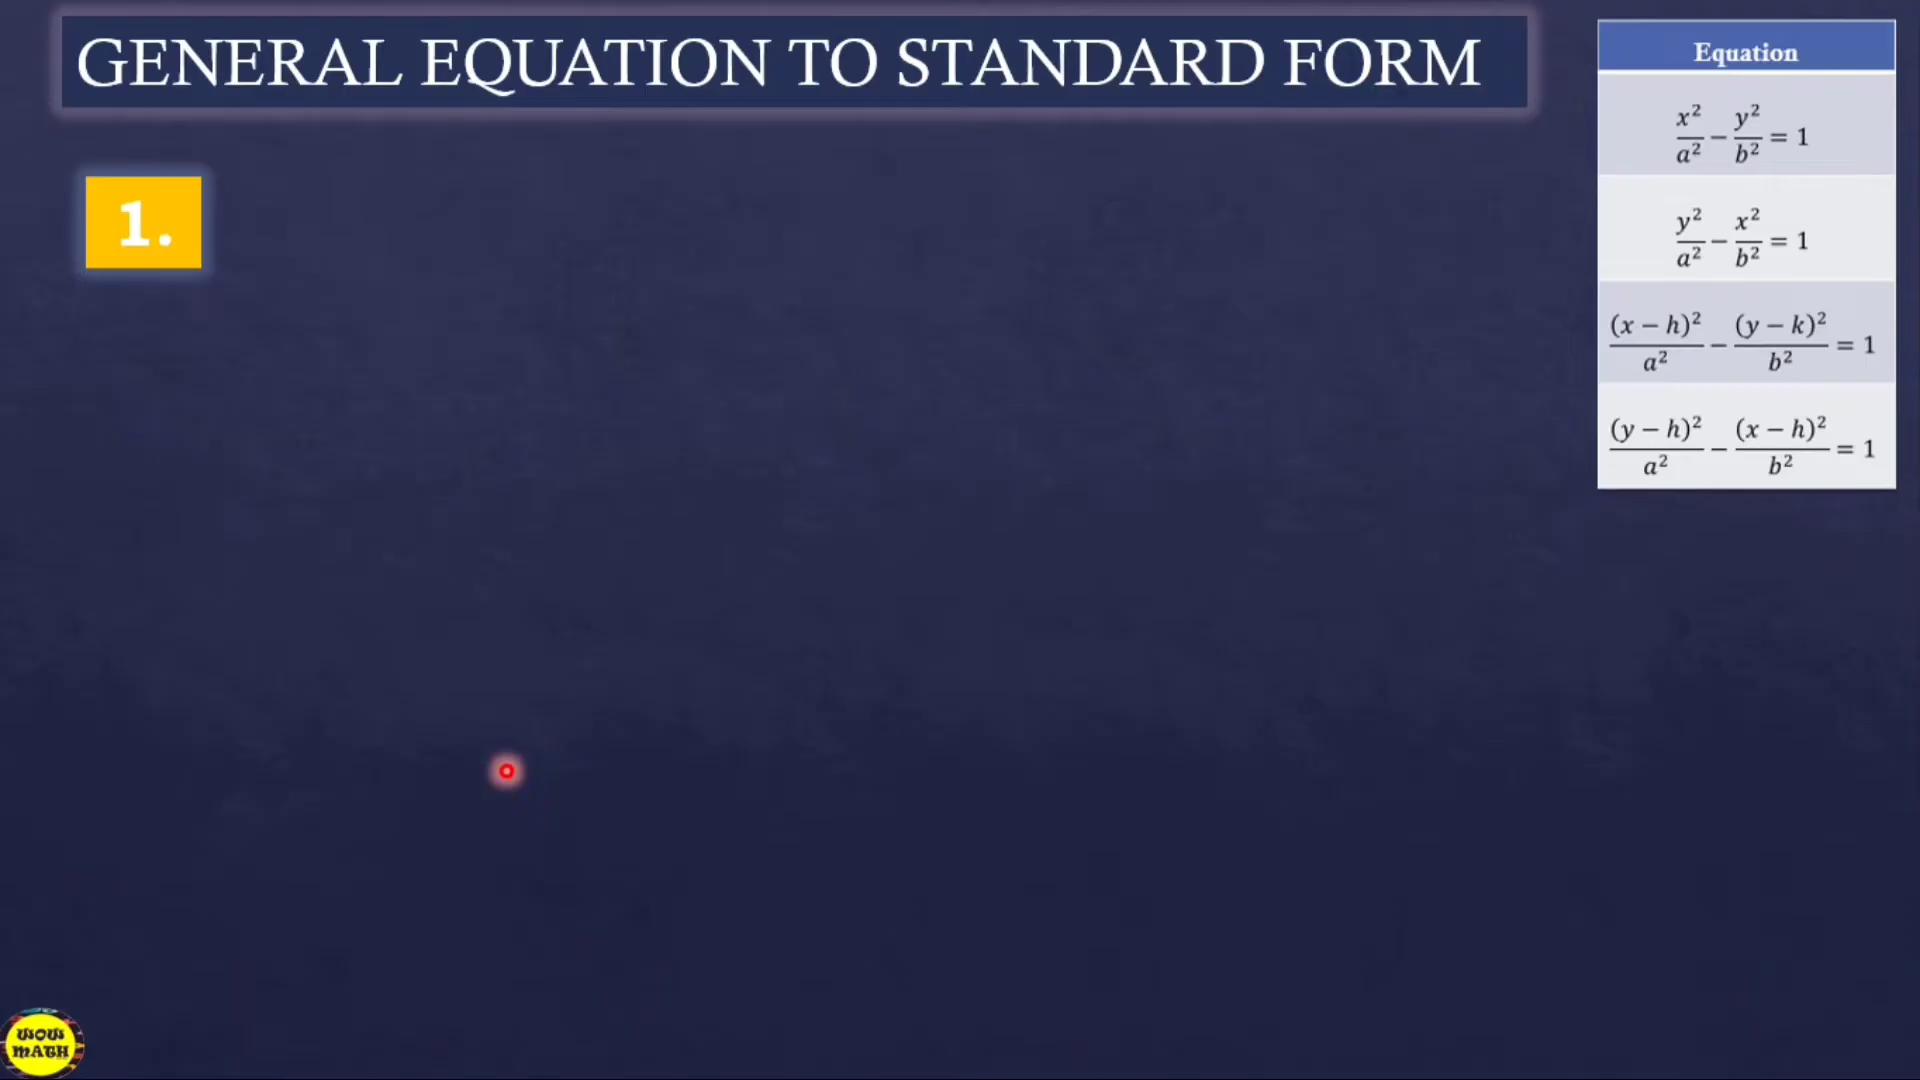 GENERAL EQUATION TO STANDARD FORM
1.
Equation
x²/a² − y²/b² = 1
y²/a² − x²/b² = 1
(x − h)²/a² − (y − k)²/b² = 1
(y − h)²/a² − (x − h)²/b² = 1
WOW
MATH